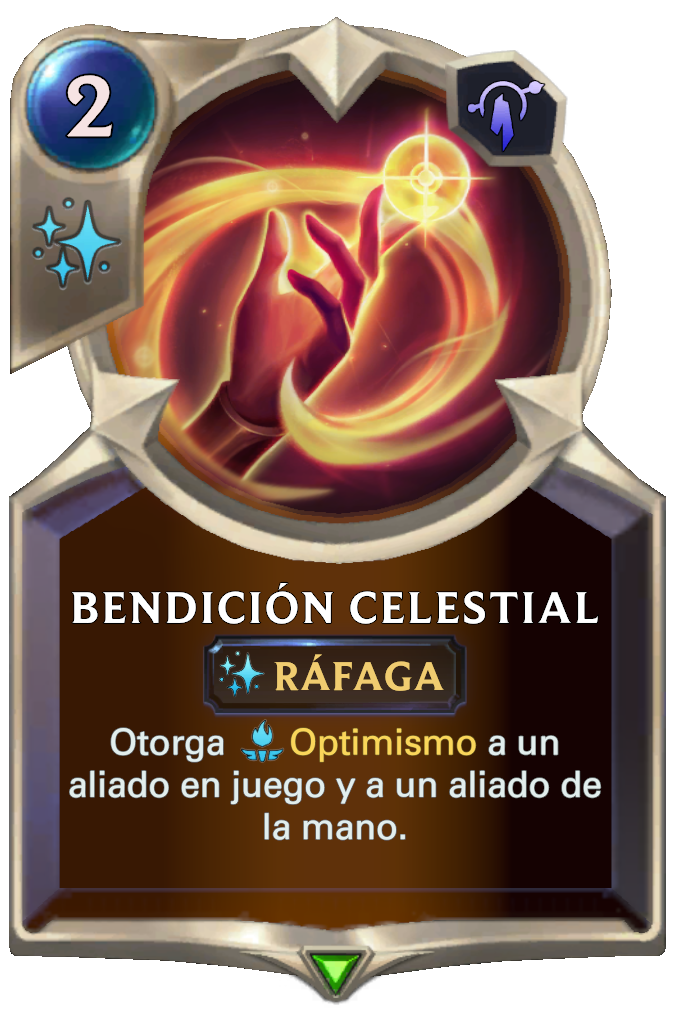 2
BENDICIÓN CELESTIAL
RÁFAGA
Otorga Optimismo a un
aliado en juego y a un aliado de
la mano.